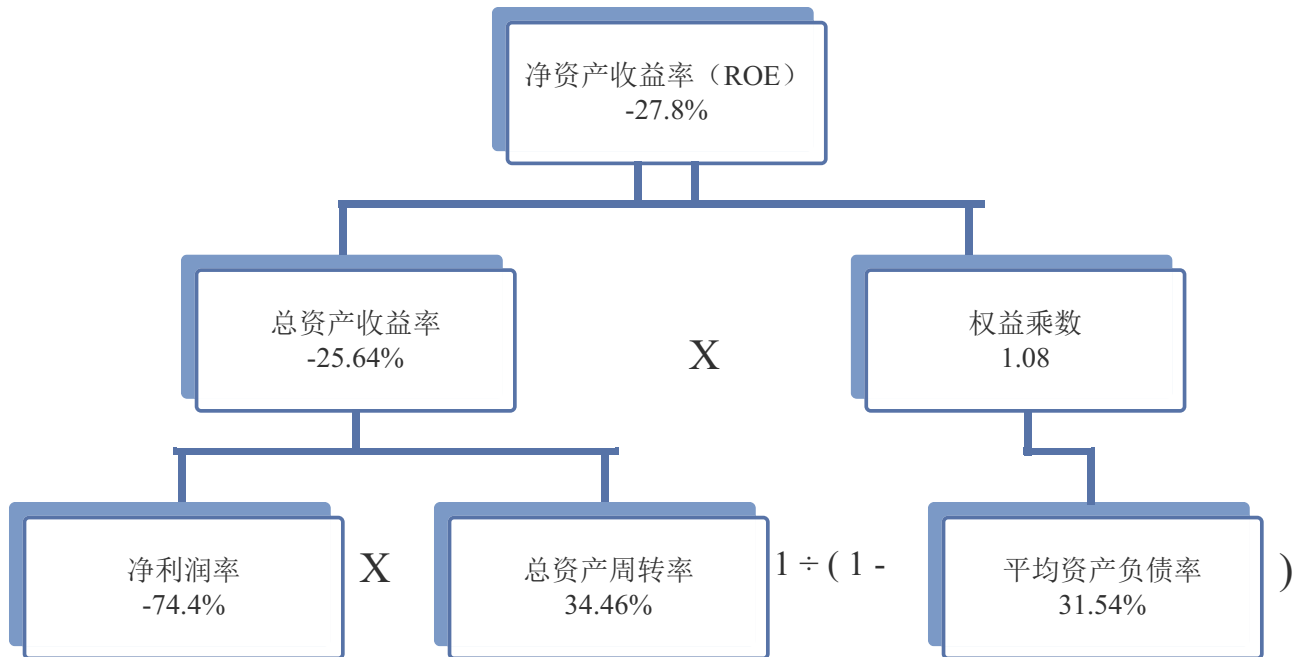 净资产收益率（ROE）
-27.8%
总资产收益率
-25.64%
X
权益乘数
1.08
净利润率
-74.4%
X
总资产周转率
34.46%
1 ÷ ( 1 -
平均资产负债率
31.54%
)